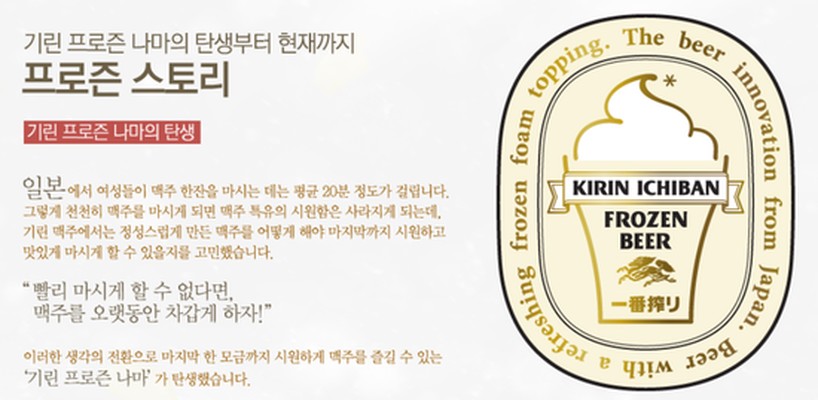 기린 프로즌 나마의 탄생부터 현재까지
프로즌 스토리
기린 프로즌 나마의 탄생
일본에서 여성들이 맥주 한잔을 마시는 데는 평균 20분 정도가 걸립니다.
그렇게 천천히 맥주를 마시게 되면 맥주 특유의 시원함은 사라지게 되는데,
기린 맥주에서는 정성스럽게 만든 맥주를 어떻게 해야 마지막까지 시원하고
맛있게 마시게 할 수 있을지를 고민했습니다.
“빨리 마시게 할 수 없다면,
맥주를 오랫동안 차갑게 하자!”
이러한 생각의 전환으로 마지막 한 모금까지 시원하게 맥주를 즐길 수 있는
'기린 프로즌 나마'가 탄생했습니다.
The beer innovation from Japan. Beer with a refreshing frozen foam topping.
*
KIRIN ICHIBAN
FROZEN
BEER
一番搾り